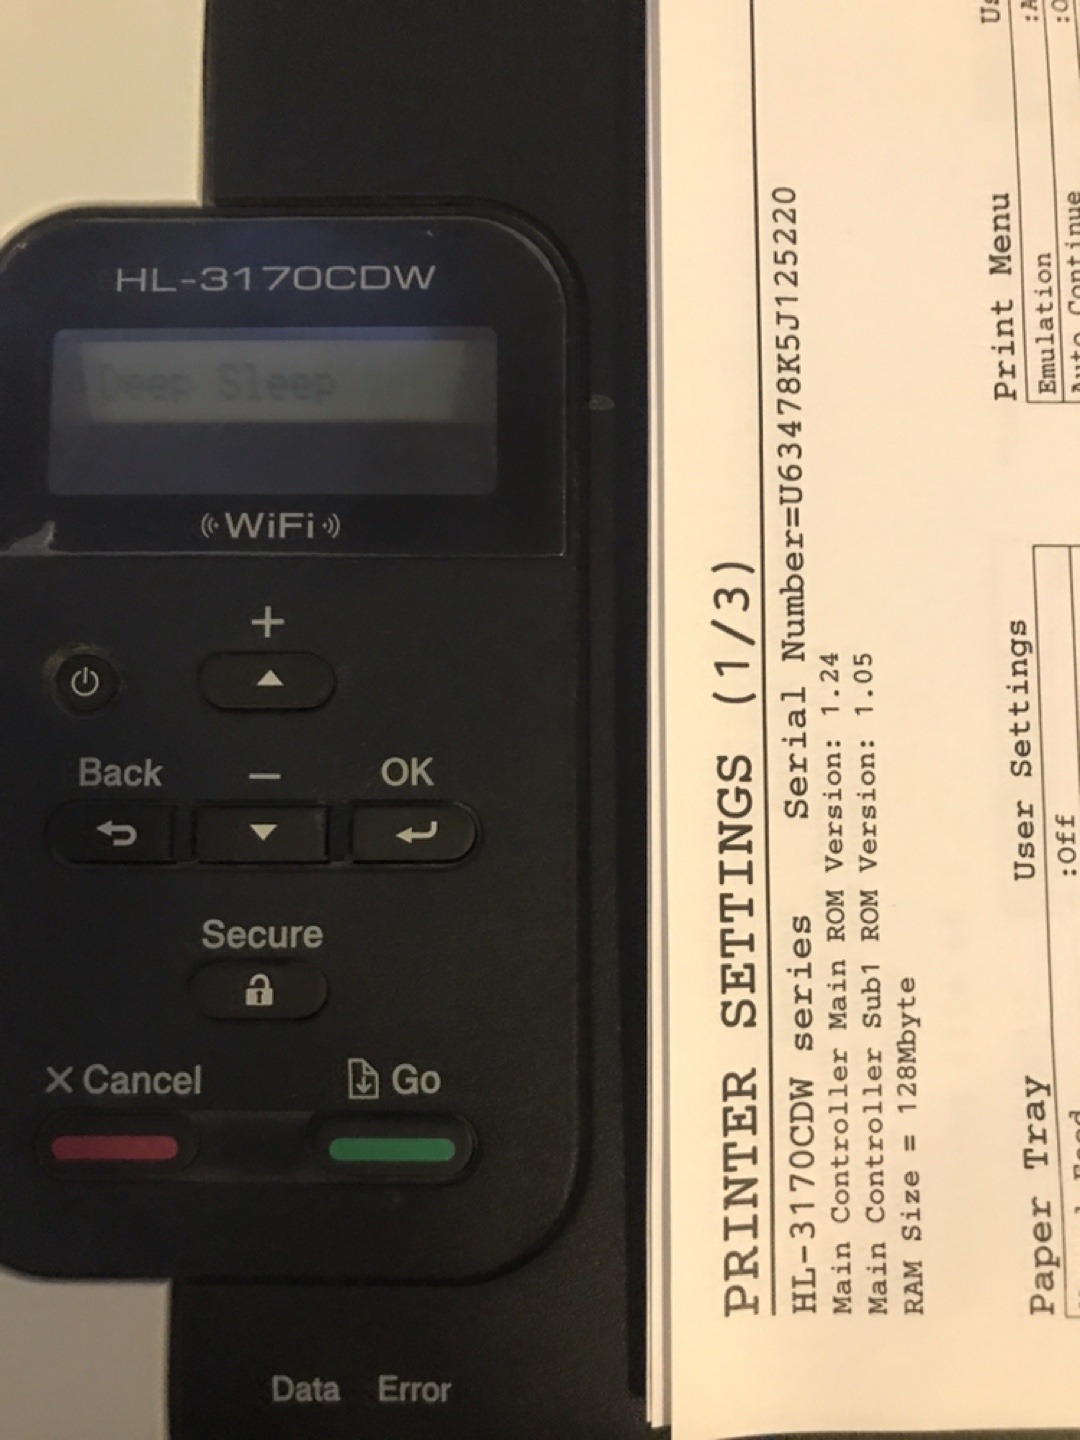 HL-3170CDW
Deep Sleep
WiFi
+
Back
−
OK
Secure
× Cancel
Go
Data
Error
PRINTER SETTINGS (1/3)
HL-3170CDW series Serial Number=U63478K5J125220
Main Controller Main ROM Version: 1.24
Main Controller Sub1 ROM Version: 1.05
RAM Size = 128Mbyte
Paper Tray
User Settings
:Off
Print Menu
Emulation
Auto Continue